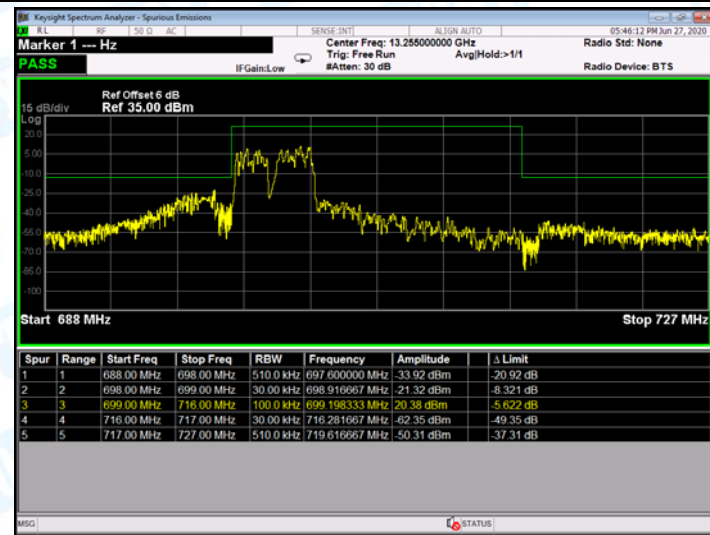 Keysight Spectrum Analyzer - Spurious Emissions
RL RF 50 Ω AC SENSE:INT ALIGN AUTO 05:46:12 PM Jun 27, 2020
Marker 1 --- Hz Center Freq: 13.255000000 GHz Radio Std: None
Trig: Free Run Avg|Hold:>1/1
PASS IFGain:Low #Atten: 30 dB Radio Device: BTS
Ref Offset 6 dB
15 dB/div Ref 35.00 dBm
Log
20.0
5.00
-10.0
-25.0
-40.0
-55.0
-70.0
-85.0
-100
Start 688 MHz Stop 727 MHz
Spur Range Start Freq Stop Freq RBW Frequency Amplitude Δ Limit
1 1 688.00 MHz 698.00 MHz 510.0 kHz 697.600000 MHz -33.92 dBm -20.92 dB
2 2 698.00 MHz 699.00 MHz 30.00 kHz 698.916667 MHz -21.32 dBm -8.321 dB
3 3 699.00 MHz 716.00 MHz 100.0 kHz 699.198333 MHz 20.38 dBm -5.622 dB
4 4 716.00 MHz 717.00 MHz 30.00 kHz 716.281667 MHz -62.35 dBm -49.35 dB
5 5 717.00 MHz 727.00 MHz 510.0 kHz 719.616667 MHz -50.31 dBm -37.31 dB
MSG STATUS